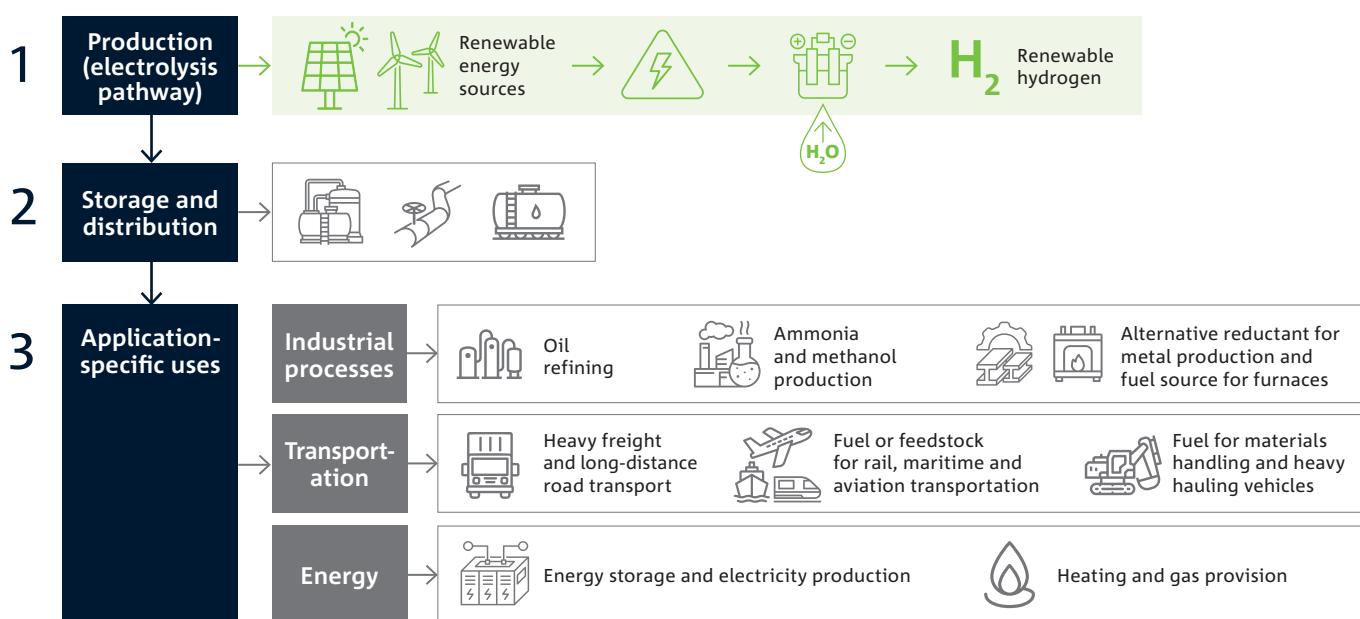 1
Production
(electrolysis
pathway)
Renewable
energy
sources
H₂O
H₂
Renewable
hydrogen
2
Storage and
distribution
3
Application-
specific uses
Industrial
processes
Oil
refining
Ammonia
and methanol
production
Alternative reductant for
metal production and
fuel source for furnaces
Transport-
ation
Heavy freight
and long-distance
road transport
Fuel or feedstock
for rail, maritime and
aviation transportation
Fuel for materials
handling and heavy
hauling vehicles
Energy
Energy storage and electricity production
Heating and gas provision